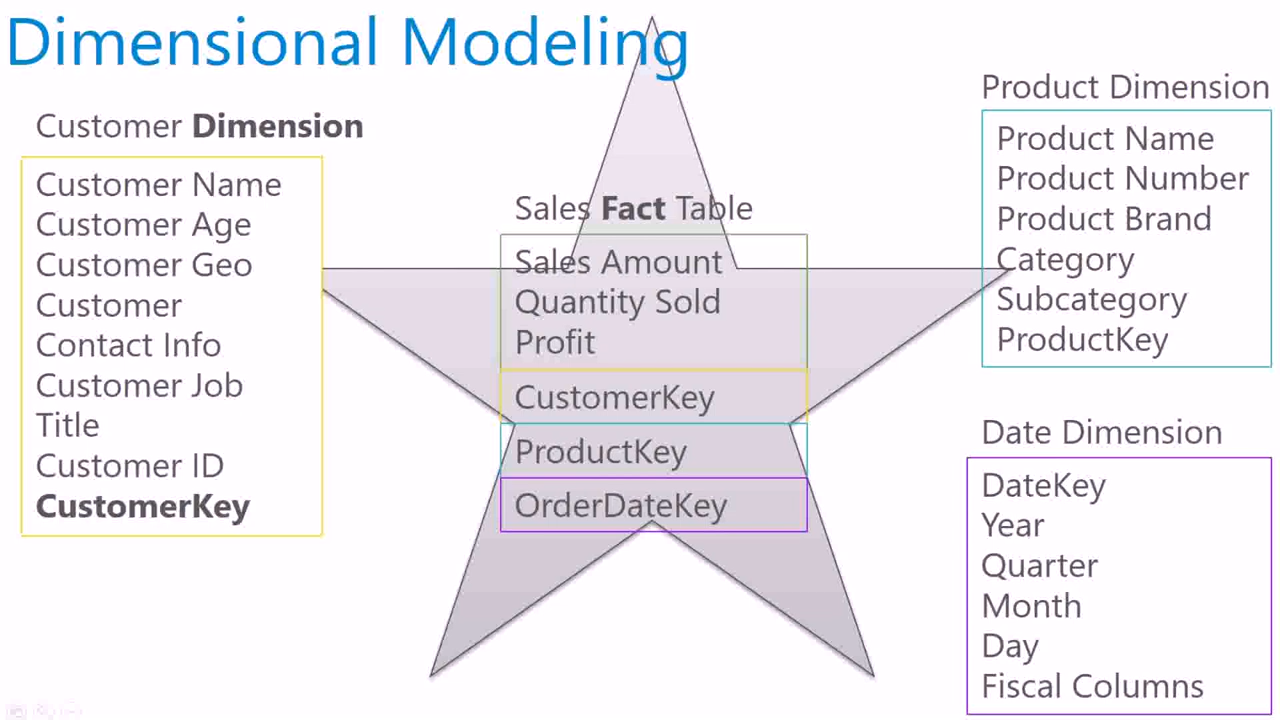 Dimensional Modeling
Customer Dimension
Customer Name
Customer Age
Customer Geo
Customer
Contact Info
Customer Job
Title
Customer ID
CustomerKey
Sales Fact Table
Sales Amount
Quantity Sold
Profit
CustomerKey
ProductKey
OrderDateKey
Product Dimension
Product Name
Product Number
Product Brand
Category
Subcategory
ProductKey
Date Dimension
DateKey
Year
Quarter
Month
Day
Fiscal Columns